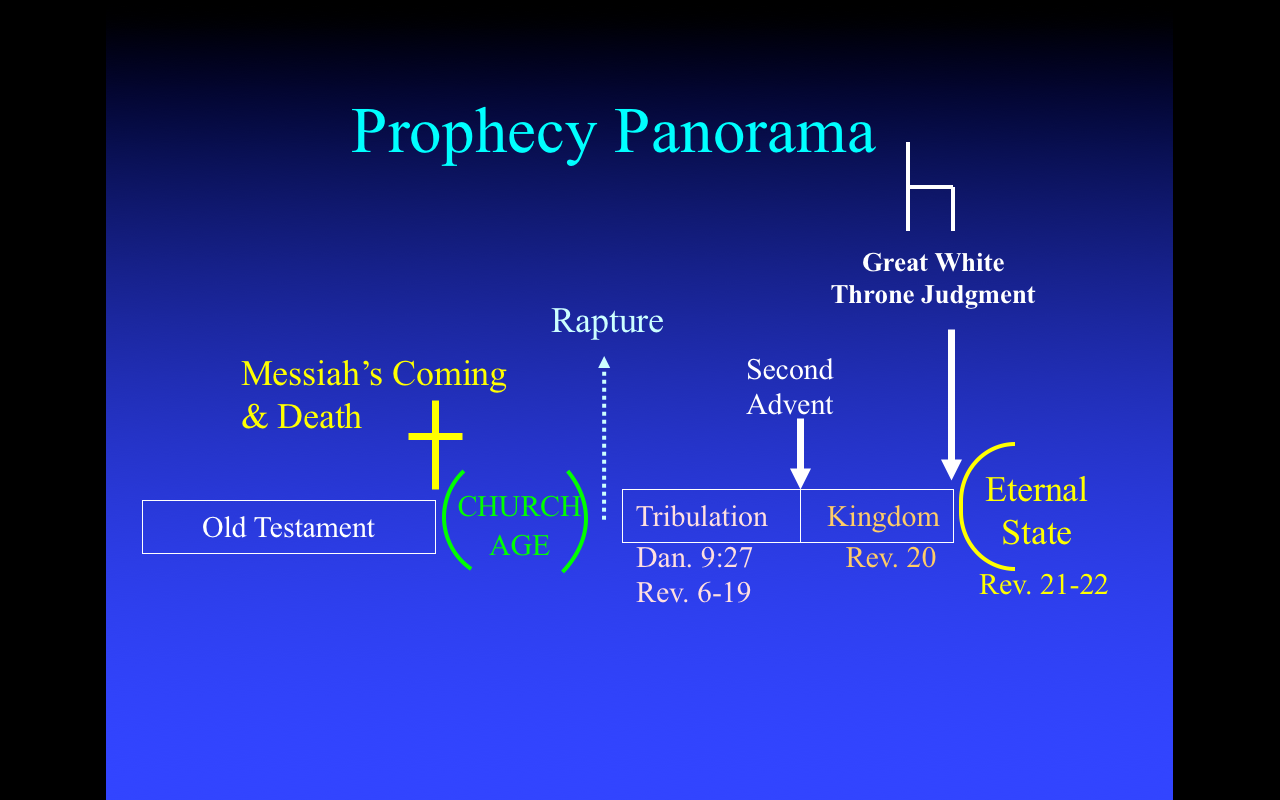 Prophecy Panorama
Great White
Throne Judgment
Rapture
Messiah’s Coming
& Death
Second
Advent
Old Testament
CHURCH
AGE
Tribulation
Kingdom
Dan. 9:27
Rev. 6-19
Rev. 20
Eternal
State
Rev. 21-22